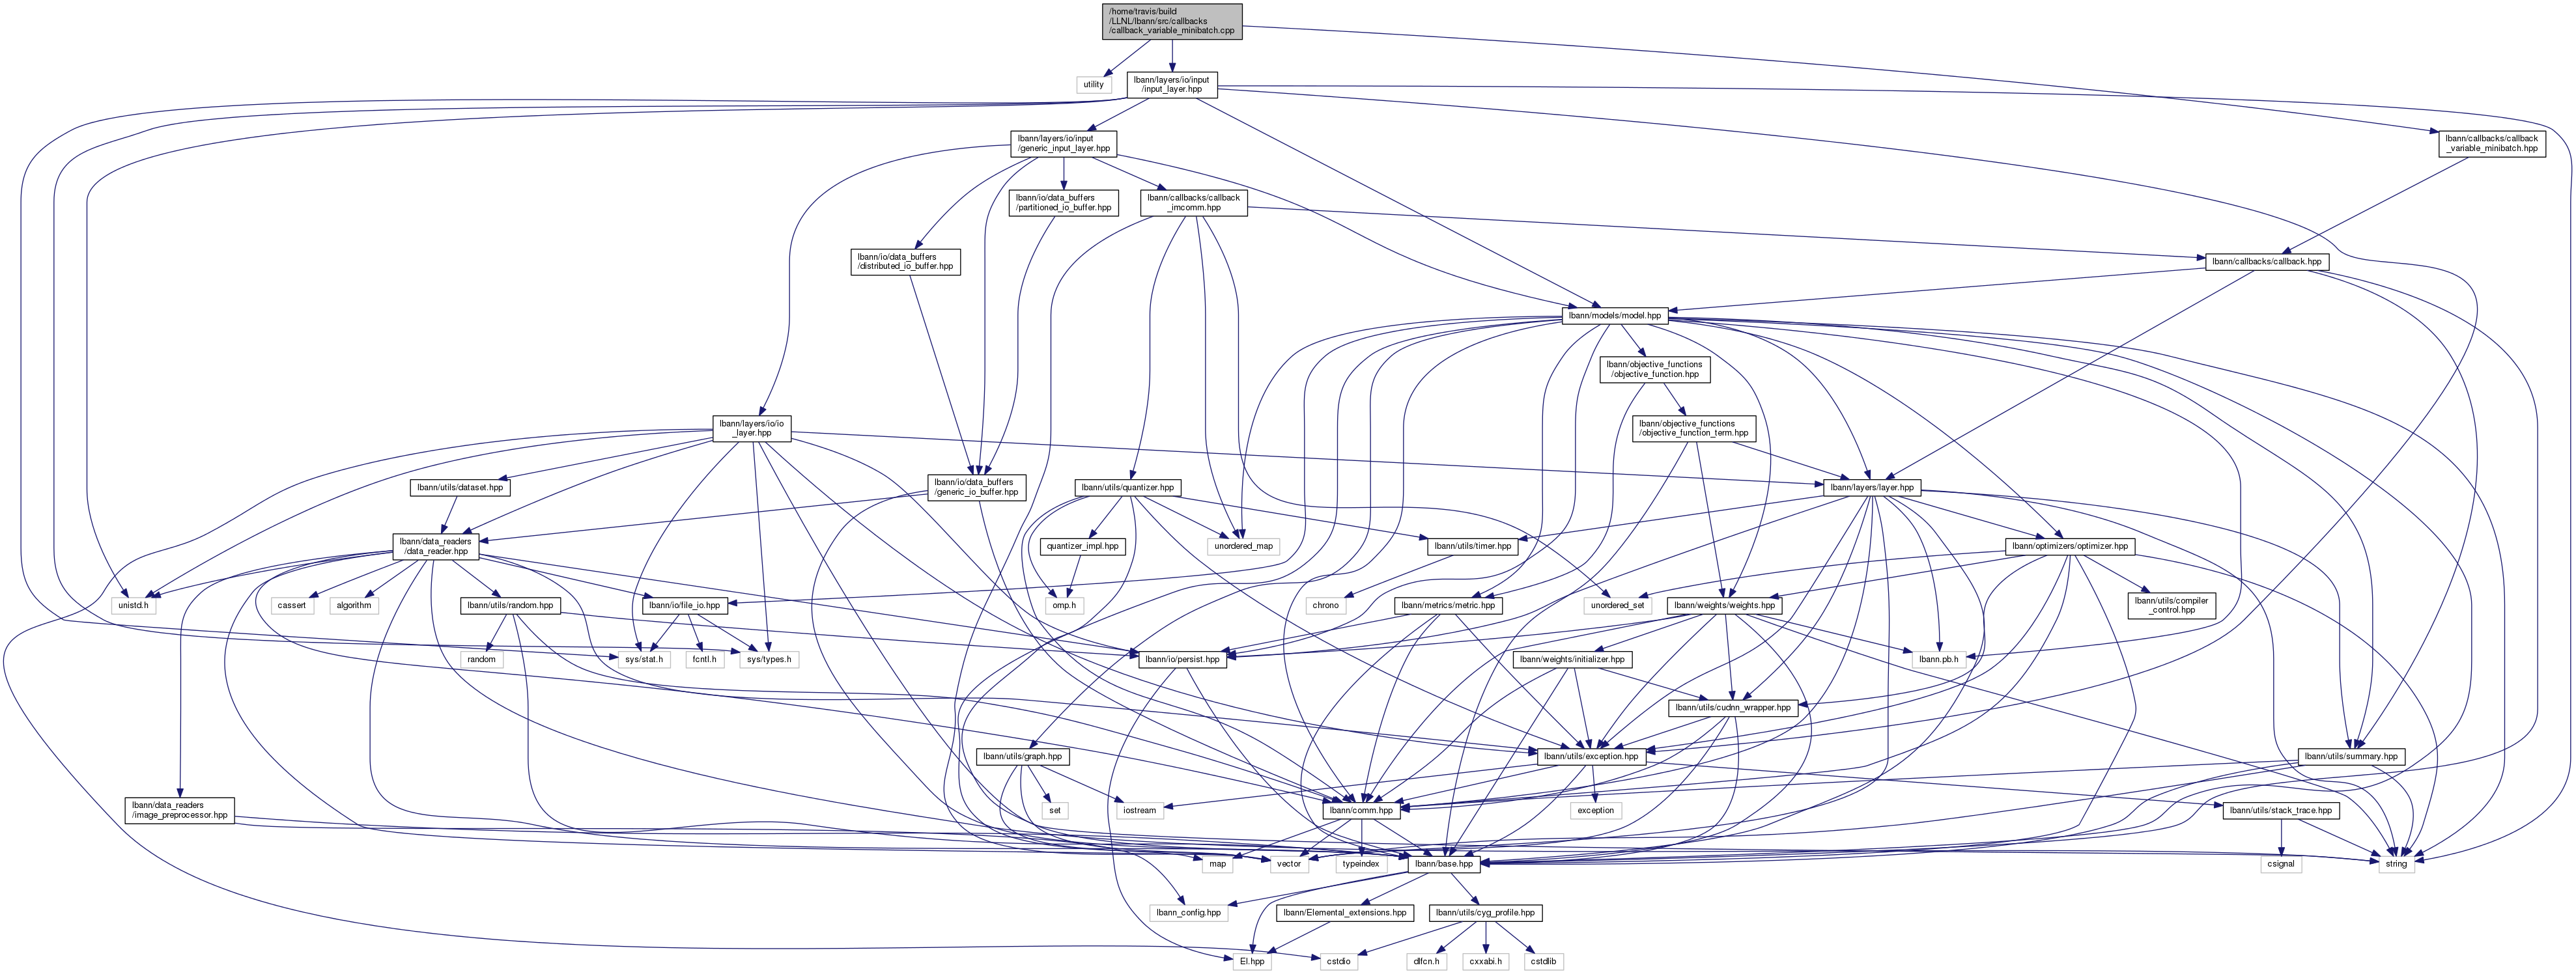 /home/travis/build
/LLNL/lbann/src/callbacks
/callback_variable_minibatch.cpp
utility
lbann/layers/io/input
/input_layer.hpp
lbann/layers/io/input
/generic_input_layer.hpp
lbann/callbacks/callback
_variable_minibatch.hpp
lbann/io/data_buffers
/partitioned_io_buffer.hpp
lbann/callbacks/callback
_imcomm.hpp
lbann/io/data_buffers
/distributed_io_buffer.hpp
lbann/callbacks/callback.hpp
lbann/models/model.hpp
lbann/objective_functions
/objective_function.hpp
lbann/layers/io/io
_layer.hpp
lbann/objective_functions
/objective_function_term.hpp
lbann/utils/dataset.hpp
lbann/io/data_buffers
/generic_io_buffer.hpp
lbann/utils/quantizer.hpp
lbann/layers/layer.hpp
lbann/data_readers
/data_reader.hpp
quantizer_impl.hpp
unordered_map
lbann/utils/timer.hpp
lbann/optimizers/optimizer.hpp
unistd.h
cassert
algorithm
lbann/utils/random.hpp
lbann/io/file_io.hpp
omp.h
chrono
lbann/metrics/metric.hpp
unordered_set
lbann/weights/weights.hpp
lbann/utils/compiler
_control.hpp
random
sys/stat.h
fcntl.h
sys/types.h
lbann/io/persist.hpp
lbann/weights/initializer.hpp
lbann.pb.h
lbann/utils/cudnn_wrapper.hpp
lbann/utils/graph.hpp
lbann/utils/exception.hpp
lbann/utils/summary.hpp
lbann/data_readers
/image_preprocessor.hpp
set
iostream
lbann/comm.hpp
exception
lbann/utils/stack_trace.hpp
map
vector
typeindex
lbann/base.hpp
csignal
string
lbann_config.hpp
lbann/Elemental_extensions.hpp
lbann/utils/cyg_profile.hpp
El.hpp
cstdio
dlfcn.h
cxxabi.h
cstdlib